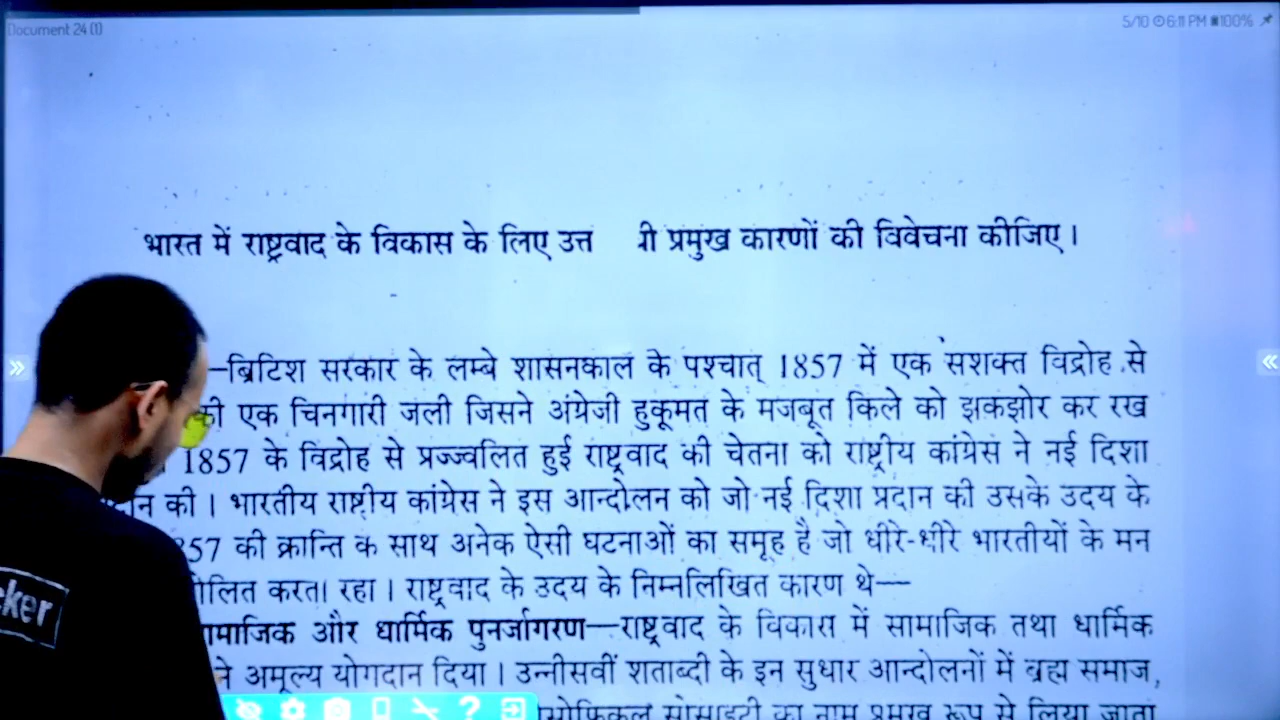 Document 24 (1)
5/10 6:11 PM 100%
भारत में राष्ट्रवाद के विकास के लिए उत्त री प्रमुख कारणों की विवेचना कीजिए।
—ब्रिटिश सरकार के लम्बे शासनकाल के पश्चात् 1857 में एक सशक्त विद्रोह से
की एक चिनगारी जली जिसने अंग्रेजी हुकूमत के मजबूत किले को झकझोर कर रख
1857 के विद्रोह से प्रज्ज्वलित हुई राष्ट्रवाद की चेतना को राष्ट्रीय कांग्रेस ने नई दिशा
न की। भारतीय राष्ट्रीय कांग्रेस ने इस आन्दोलन को जो नई दिशा प्रदान की उसके उदय के
57 की क्रान्ति के साथ अनेक ऐसी घटनाओं का समूह है जो धीरे-धीरे भारतीयों के मन
लित करता रहा। राष्ट्रवाद के उदय के निम्नलिखित कारण थे—
माजिक और धार्मिक पुनर्जागरण—राष्ट्रवाद के विकास में सामाजिक तथा धार्मिक
ने अमूल्य योगदान दिया। उन्नीसवीं शताब्दी के इन सुधार आन्दोलनों में ब्रह्म समाज,
सोसाइटी का नाम प्रमुख रूप से लिया जाता
cker